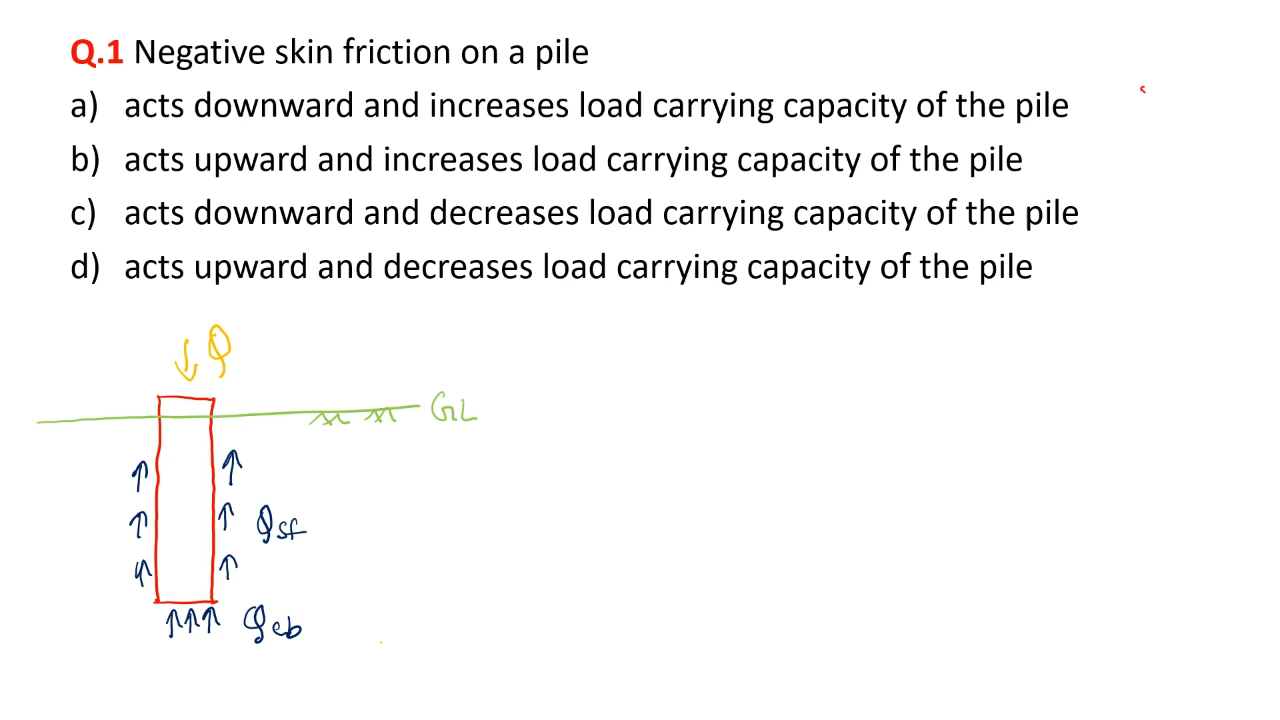 Q.1 Negative skin friction on a pile
a) acts downward and increases load carrying capacity of the pile
b) acts upward and increases load carrying capacity of the pile
c) acts downward and decreases load carrying capacity of the pile
d) acts upward and decreases load carrying capacity of the pile
Q
GL
Qsf
Qeb